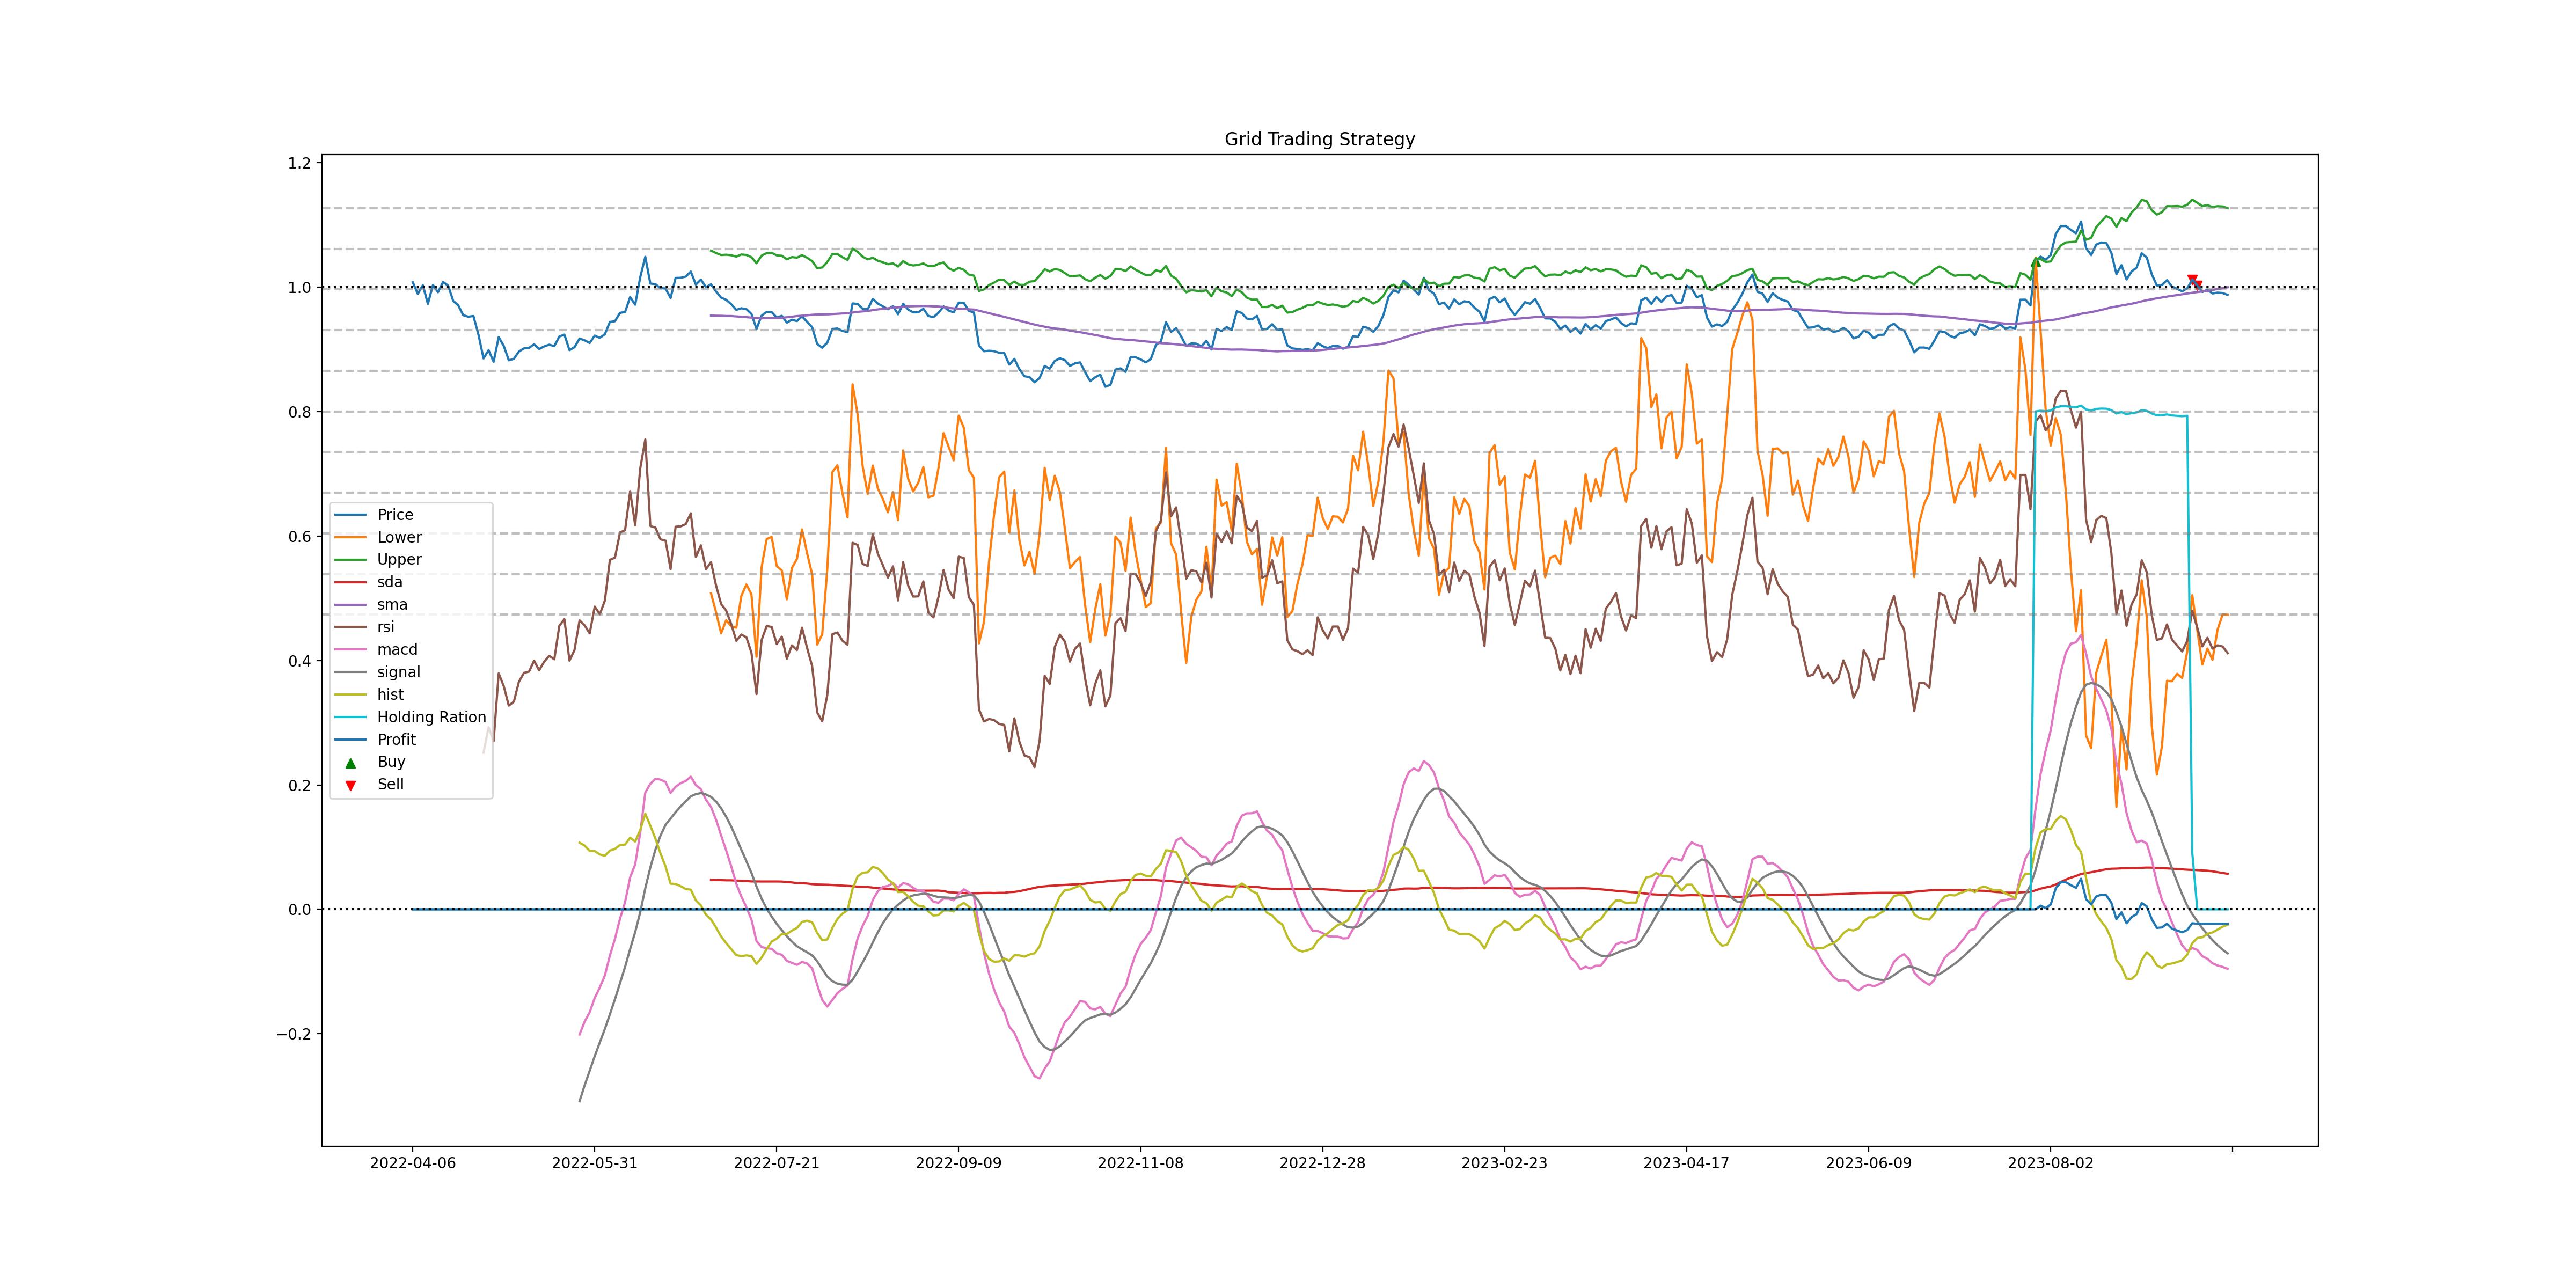 Grid Trading Strategy
1.2
1.0
0.8
0.6
0.4
0.2
0.0
−0.2
Price
Lower
Upper
sda
sma
rsi
macd
signal
hist
Holding Ration
Profit
Buy
Sell
2022-04-06 2022-05-31 2022-07-21 2022-09-09 2022-11-08 2022-12-28 2023-02-23 2023-04-17 2023-06-09 2023-08-02